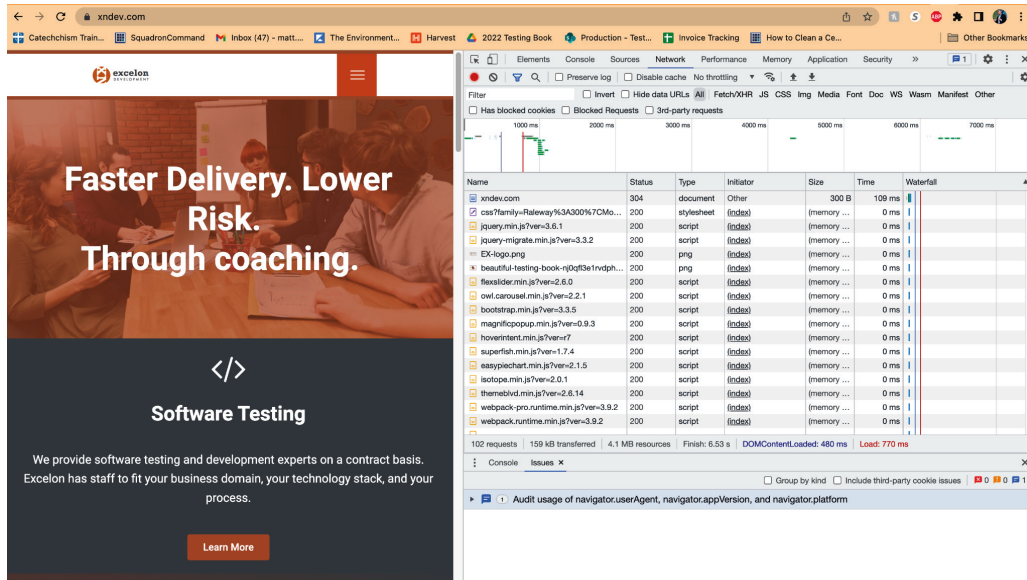 xndev.com
Catechchism Train... SquadronCommand Inbox (47) - matt.... The Environment... Harvest 2022 Testing Book Production - Test... Invoice Tracking How to Clean a Ce... Other Bookmarks
excelon
DEVELOPMENT
Faster Delivery. Lower
Risk.
Through coaching.
</>
Software Testing
We provide software testing and development experts on a contract basis.
Excelon has staff to fit your business domain, your technology stack, and your
process.
Learn More
Elements Console Sources Network Performance Memory Application Security » 1
Preserve log Disable cache No throttling
Filter Invert Hide data URLs All Fetch/XHR JS CSS Img Media Font Doc WS Wasm Manifest Other
Has blocked cookies Blocked Requests 3rd-party requests
1000 ms 2000 ms 3000 ms 4000 ms 5000 ms 6000 ms 7000 ms
Name Status Type Initiator Size Time Waterfall
xndev.com 304 document Other 300 B 109 ms
css?family=Raleway%3A300%7CMo... 200 stylesheet (index) (memory ... 0 ms
jquery.min.js?ver=3.6.1 200 script (index) (memory ... 0 ms
jquery-migrate.min.js?ver=3.3.2 200 script (index) (memory ... 0 ms
EX-logo.png 200 png (index) (memory ... 0 ms
beautiful-testing-book-nj0qfl3e1rvdph... 200 png (index) (memory ... 0 ms
flexslider.min.js?ver=2.6.0 200 script (index) (memory ... 0 ms
owl.carousel.min.js?ver=2.2.1 200 script (index) (memory ... 0 ms
bootstrap.min.js?ver=3.3.5 200 script (index) (memory ... 0 ms
magnificpopup.min.js?ver=0.9.3 200 script (index) (memory ... 0 ms
hoverintent.min.js?ver=r7 200 script (index) (memory ... 0 ms
superfish.min.js?ver=1.7.4 200 script (index) (memory ... 0 ms
easypiechart.min.js?ver=2.1.5 200 script (index) (memory ... 0 ms
isotope.min.js?ver=2.0.1 200 script (index) (memory ... 0 ms
themeblvd.min.js?ver=2.6.14 200 script (index) (memory ... 0 ms
webpack-pro.runtime.min.js?ver=3.9.2 200 script (index) (memory ... 0 ms
webpack.runtime.min.js?ver=3.9.2 200 script (index) (memory ... 0 ms
102 requests 159 kB transferred 4.1 MB resources Finish: 6.53 s DOMContentLoaded: 480 ms Load: 770 ms
Console Issues ×
Group by kind Include third-party cookie issues 0 0 1
1 Audit usage of navigator.userAgent, navigator.appVersion, and navigator.platform